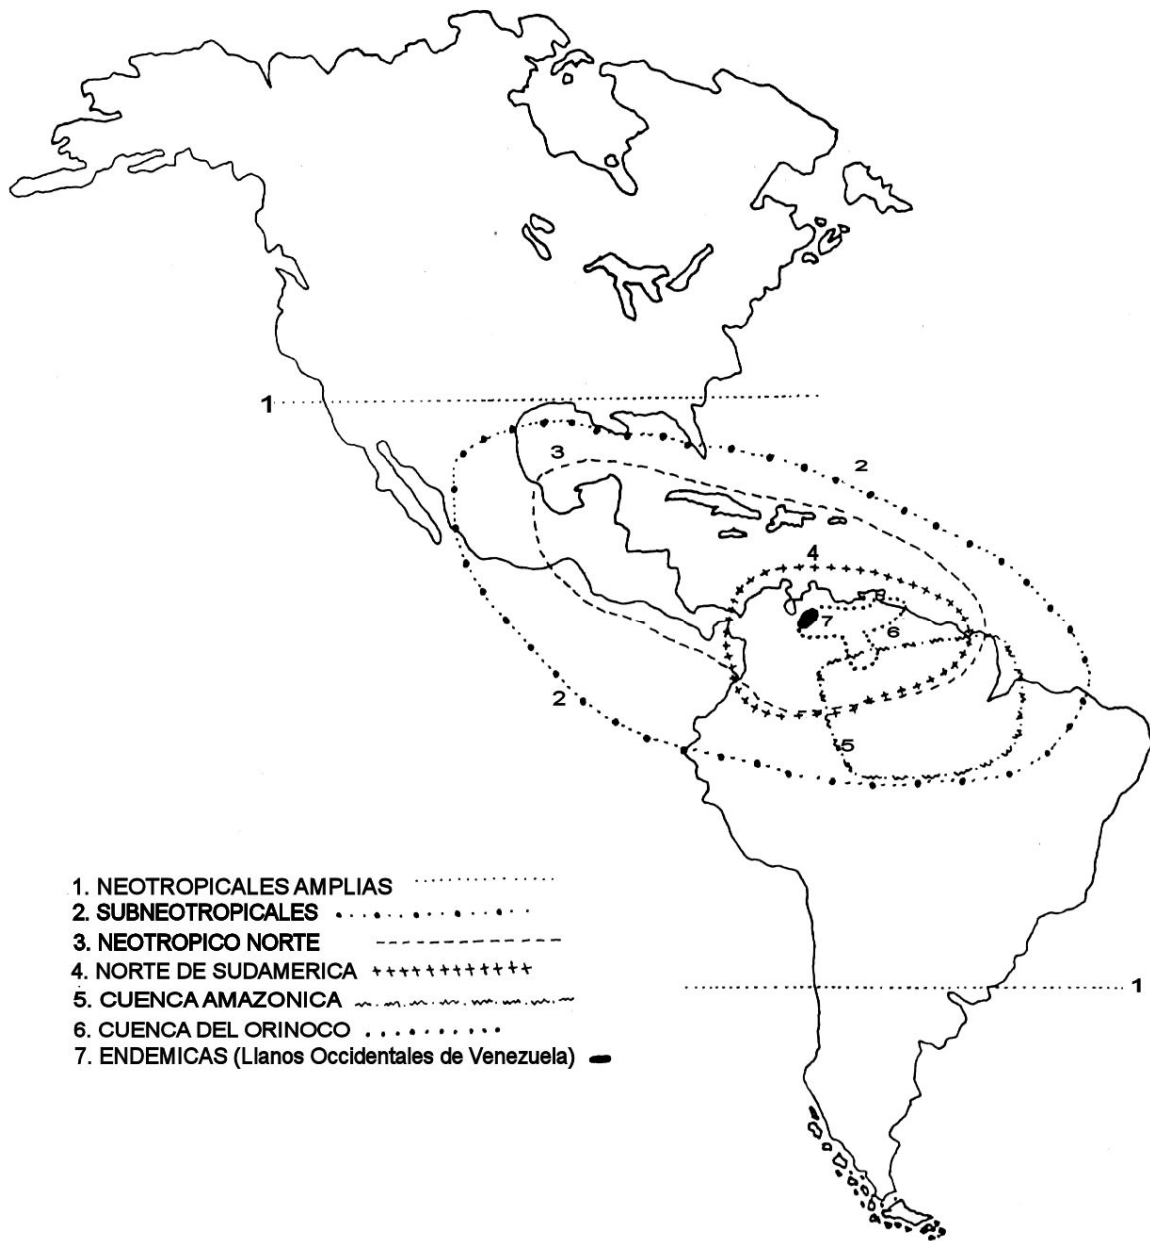 1
3
2
4
7
6
2
5
1
1. NEOTROPICALES AMPLIAS
2. SUBNEOTROPICALES
3. NEOTROPICO NORTE
4. NORTE DE SUDAMERICA
5. CUENCA AMAZONICA
6. CUENCA DEL ORINOCO
7. ENDEMICAS (Llanos Occidentales de Venezuela)